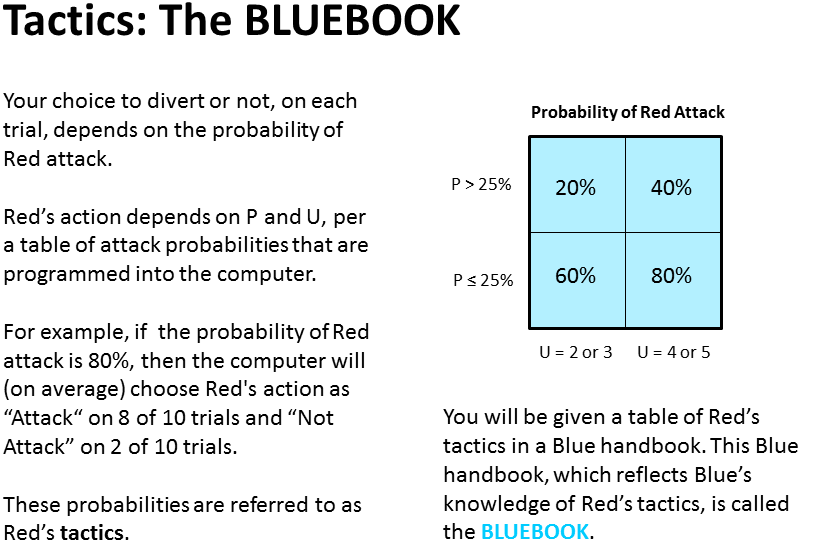 Tactics: The BLUEBOOK
Your choice to divert or not, on each
trial, depends on the probability of
Red attack.
Red’s action depends on P and U, per
a table of attack probabilities that are
programmed into the computer.
For example, if  the probability of Red
attack is 80%, then the computer will
(on average) choose Red's action as
“Attack“ on 8 of 10 trials and “Not
Attack” on 2 of 10 trials.
These probabilities are referred to as
Red’s tactics.
Probability of Red Attack
P > 25%
20%
40%
P ≤ 25%
60%
80%
U = 2 or 3
U = 4 or 5
You will be given a table of Red’s
tactics in a Blue handbook. This Blue
handbook, which reflects Blue’s
knowledge of Red’s tactics, is called
the BLUEBOOK.